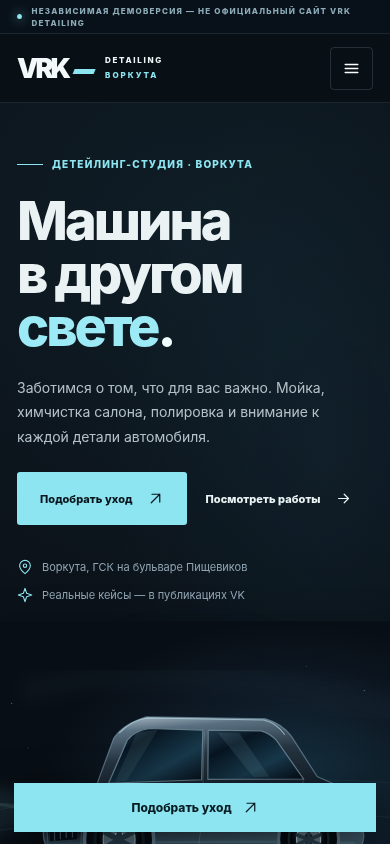 НЕЗАВИСИМАЯ ДЕМОВЕРСИЯ — НЕ ОФИЦИАЛЬНЫЙ САЙТ VRK
DETAILING
VRK
DETAILING
ВОРКУТА
ДЕТЕЙЛИНГ-СТУДИЯ · ВОРКУТА
Машина
в другом
свете.
Заботимся о том, что для вас важно. Мойка,
химчистка салона, полировка и внимание к
каждой детали автомобиля.
Подобрать уход
Посмотреть работы
Воркута, ГСК на бульваре Пищевиков
Реальные кейсы — в публикациях VK
Подобрать уход